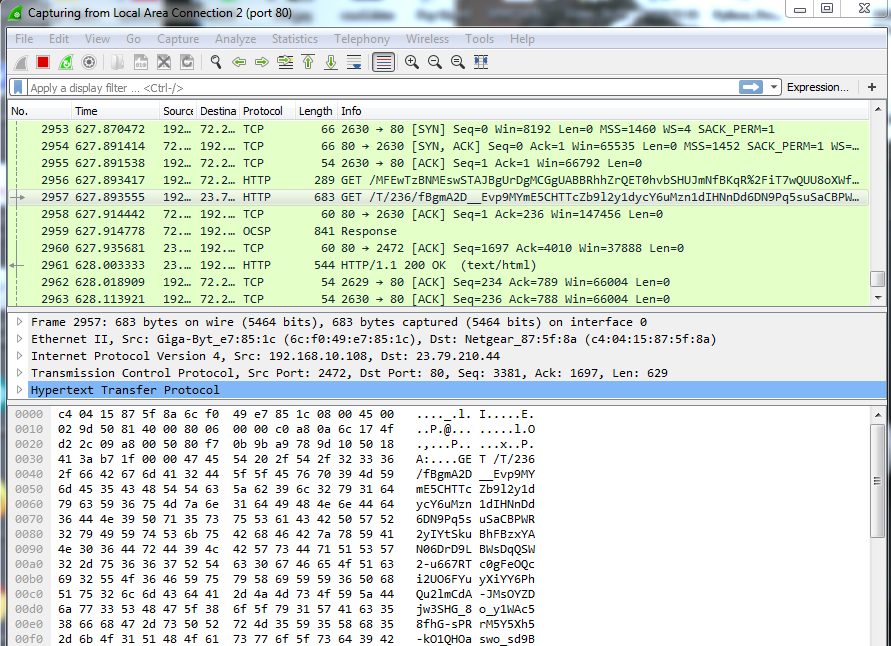 Capturing from Local Area Connection 2 (port 80)
File Edit View Go Capture Analyze Statistics Telephony Wireless Tools Help
Apply a display filter ... <Ctrl-/> Expression... +
No. Time Source Destina Protocol Length Info
2953 627.870472 192… 72.2… TCP 66 2630 → 80 [SYN] Seq=0 Win=8192 Len=0 MSS=1460 WS=4 SACK_PERM=1
2954 627.891414 72.2… 192.… TCP 66 80 → 2630 [SYN, ACK] Seq=0 Ack=1 Win=65535 Len=0 MSS=1452 SACK_PERM=1 WS=…
2955 627.891538 192… 72.2… TCP 54 2630 → 80 [ACK] Seq=1 Ack=1 Win=66792 Len=0
2956 627.893417 192… 72.2… HTTP 289 GET /MFEwTzBNMEswSTAJBgUrDgMCGgUABBRhhZrQET0hvbSHUJmNfBKqR%2FiT7wQUU8oXWf…
2957 627.893555 192… 23.7… HTTP 683 GET /T/236/fBgmA2D__Evp9MYmE5CHTTcZb9l2y1dycY6uMzn1dIHNnDd6DN9Pq5suSaCBPW…
2958 627.914442 72.2… 192.… TCP 60 80 → 2630 [ACK] Seq=1 Ack=236 Win=147456 Len=0
2959 627.914778 72.2… 192.… OCSP 841 Response
2960 627.935681 23.… 192.… TCP 60 80 → 2472 [ACK] Seq=1697 Ack=4010 Win=37888 Len=0
2961 628.003333 23.… 192.… HTTP 544 HTTP/1.1 200 OK (text/html)
2962 628.018909 192… 72.2… TCP 54 2629 → 80 [ACK] Seq=234 Ack=789 Win=66004 Len=0
2963 628.113921 192… 72.2… TCP 54 2630 → 80 [ACK] Seq=236 Ack=788 Win=66004 Len=0
Frame 2957: 683 bytes on wire (5464 bits), 683 bytes captured (5464 bits) on interface 0
Ethernet II, Src: Giga-Byt_e7:85:1c (6c:f0:49:e7:85:1c), Dst: Netgear_87:5f:8a (c4:04:15:87:5f:8a)
Internet Protocol Version 4, Src: 192.168.10.108, Dst: 23.79.210.44
Transmission Control Protocol, Src Port: 2472, Dst Port: 80, Seq: 3381, Ack: 1697, Len: 629
Hypertext Transfer Protocol
0000 c4 04 15 87 5f 8a 6c f0 49 e7 85 1c 08 00 45 00 ...._.l. I.....E.
0010 02 9d 50 81 40 00 80 06 00 00 c0 a8 0a 6c 17 4f ..P.@... .....l.O
0020 d2 2c 09 a8 00 50 80 f7 0b 9b a9 78 9d 10 50 18 .,...P.. ...x..P.
0030 41 3a b7 1f 00 00 47 45 54 20 2f 54 2f 32 33 36 A:....GE T /T/236
0040 2f 66 42 67 6d 41 32 44 5f 5f 45 76 70 39 4d 59 /fBgmA2D __Evp9MY
0050 6d 45 35 43 48 54 54 63 5a 62 39 6c 32 79 31 64 mE5CHTTc Zb9l2y1d
0060 79 63 59 36 75 4d 7a 6e 31 64 49 48 4e 6e 44 64 ycY6uMzn 1dIHNnDd
0070 36 44 4e 39 50 71 35 73 75 53 61 43 42 50 57 52 6DN9Pq5s uSaCBPWR
0080 32 79 49 59 74 53 6b 75 42 68 46 42 7a 78 59 41 2yIYtSku BhFBzxYA
0090 4e 30 36 44 72 44 39 4c 42 57 73 44 71 51 53 57 N06DrD9L BWsDqQSW
00a0 32 2d 75 36 36 37 52 54 63 30 67 46 65 4f 51 63 2-u667RT c0gFeOQc
00b0 69 32 55 4f 36 46 59 75 79 58 69 59 59 36 50 68 i2UO6FYu yXiYY6Ph
00c0 51 75 32 6c 6d 43 64 41 2d 4a 4d 73 4f 59 5a 44 Qu2lmCdA -JMsOYZD
00d0 6a 77 33 53 48 47 5f 38 6f 5f 79 31 57 41 63 35 jw3SHG_8 o_y1WAc5
00e0 38 66 68 47 2d 73 50 52 72 4d 35 59 35 58 68 35 8fhG-sPR rM5Y5Xh5
00f0 2d 6b 4f 31 51 48 4f 61 73 77 6f 5f 73 64 39 42 -kO1QHOa swo_sd9B